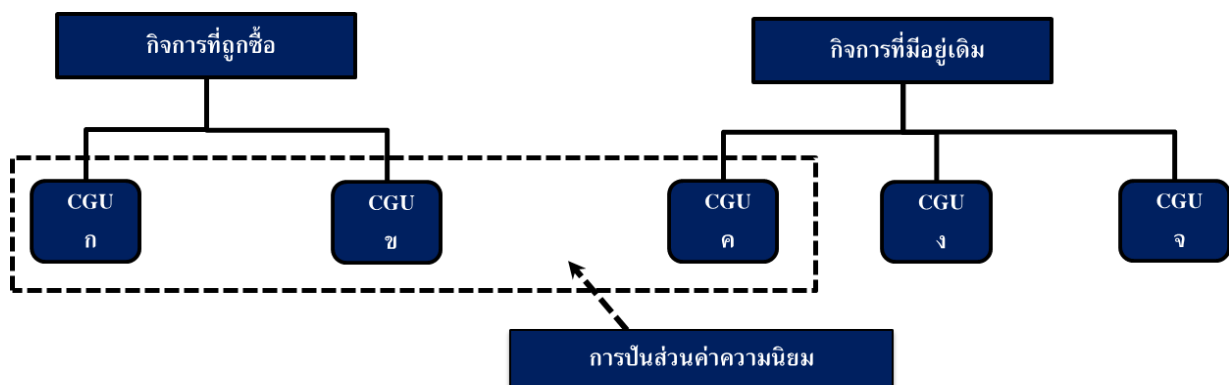 กิจการที่ถูกซื้อ
กิจการที่มีอยู่เดิม
CGU
ก
CGU
ข
CGU
ค
CGU
ง
CGU
จ
การปันส่วนค่าความนิยม